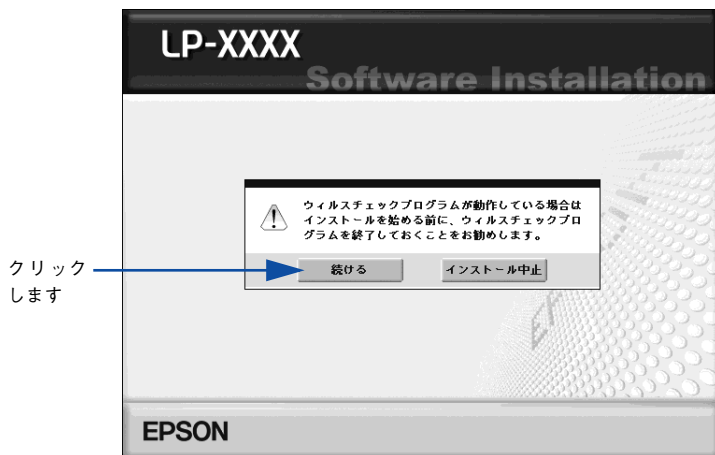 LP-XXXX
Software Installation
ウィルスチェックプログラムが動作している場合は
インストールを始める前に、ウィルスチェックプロ
グラムを終了しておくことをお勧めします。
クリック
します
続ける
インストール中止
EPSON